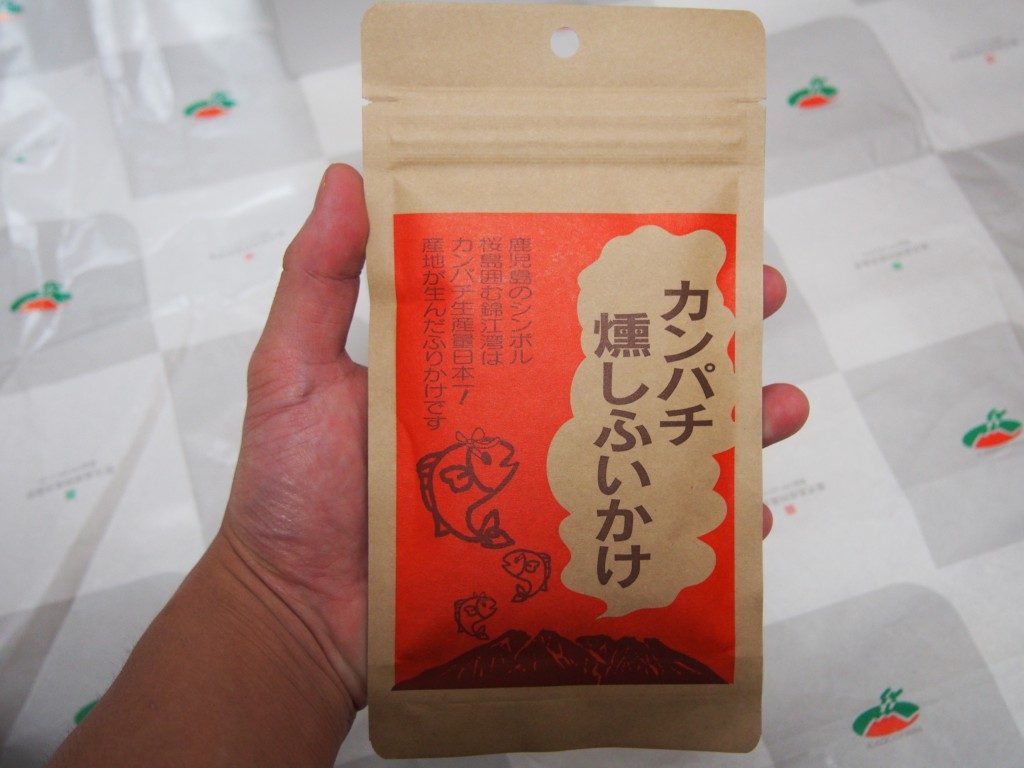 カンパチ
燻しふいかけ
鹿児島のシンボル
桜島囲む錦江湾は
カンパチ生産量日本一！
産地が生んだふりかけです